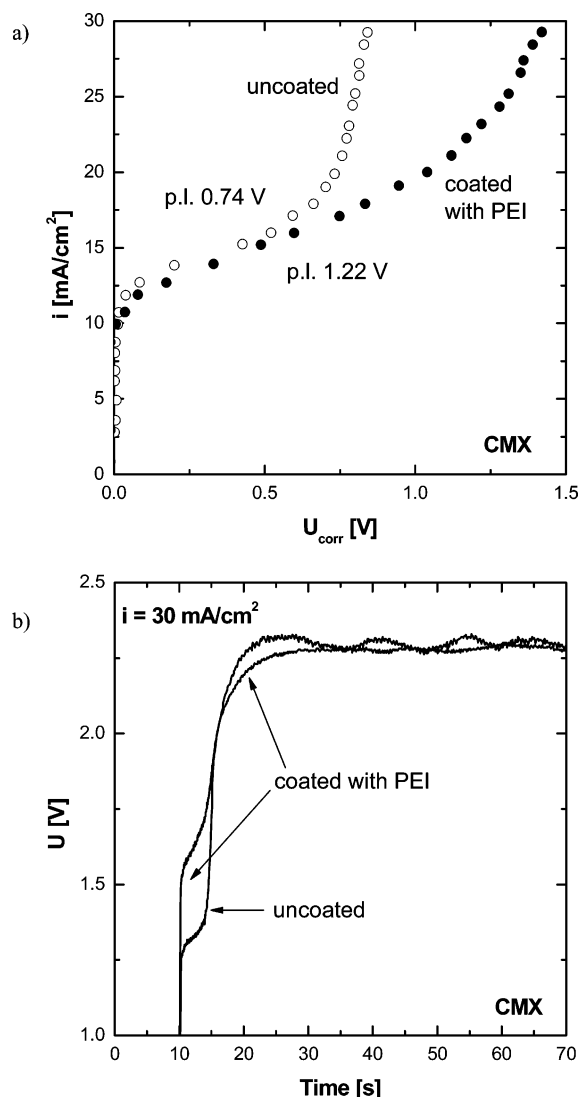 a)
30
25
20
15
10
5
0
i [mA/cm²]
uncoated
p.l. 0.74 V
coated
with PEI
p.l. 1.22 V
CMX
0.0 0.5 1.0 1.5
U_corr [V]
b)
2.5
2.0
1.5
1.0
U [V]
i = 30 mA/cm²
coated with PEI
uncoated
CMX
0 10 20 30 40 50 60 70
Time [s]